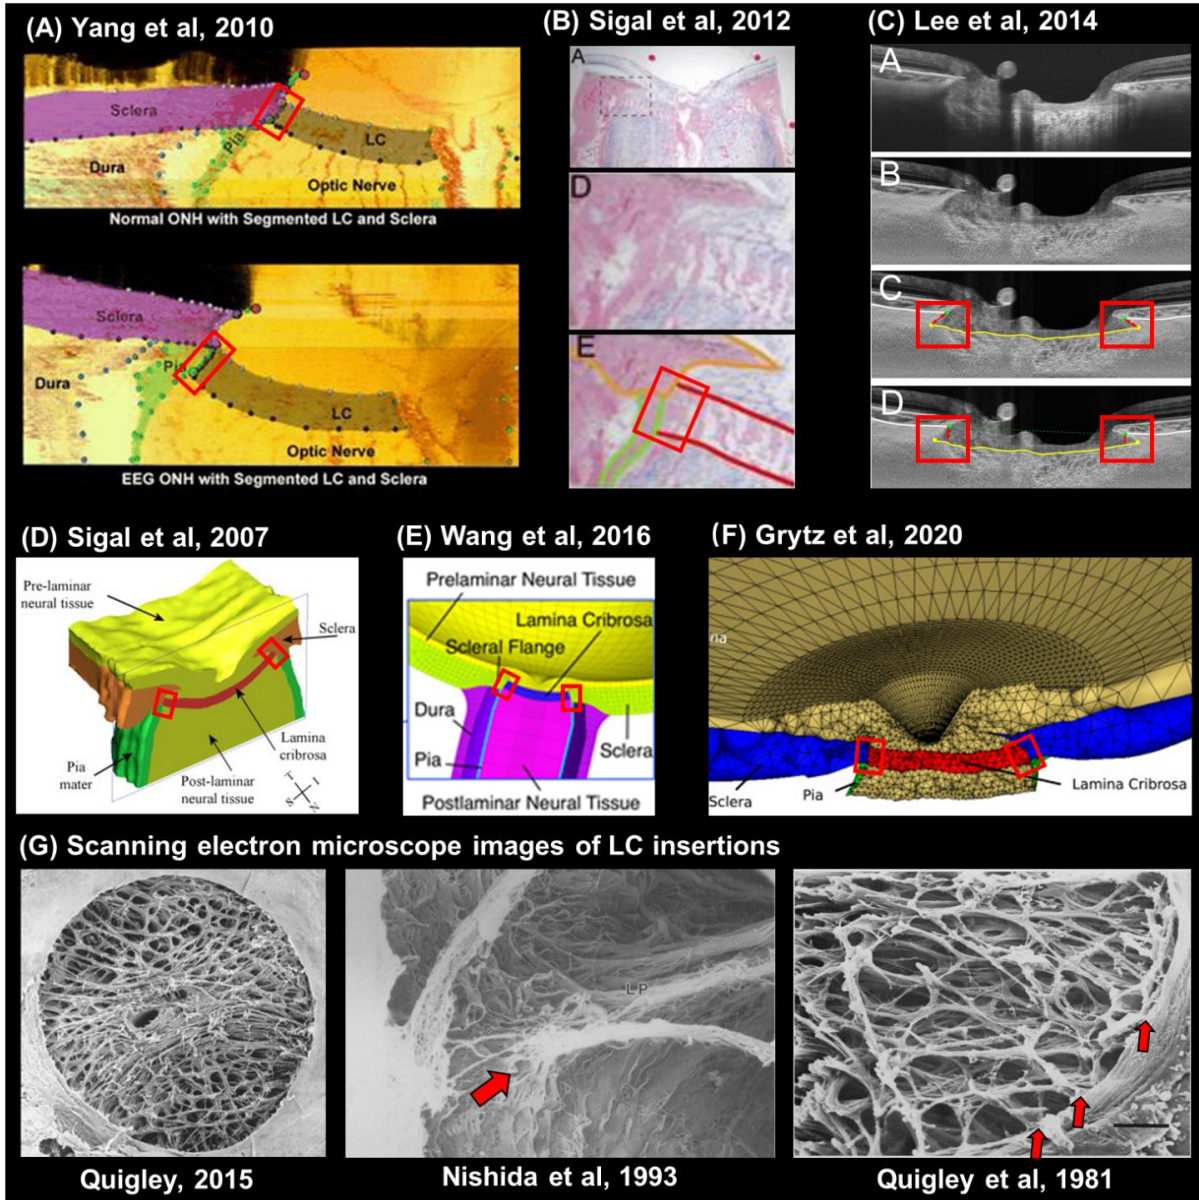 (A) Yang et al, 2010
Sclera
Pia
LC
Dura
Optic Nerve
Normal ONH with Segmented LC and Sclera
Sclera
Pia
Dura
LC
Optic Nerve
EEG ONH with Segmented LC and Sclera
(B) Sigal et al, 2012
A
D
E
(C) Lee et al, 2014
A
B
C
D
(D) Sigal et al, 2007
Pre-laminar
neural tissue
Sclera
Lamina
cribrosa
Pia
mater
Post-laminar
neural tissue
T
I
S
N
(E) Wang et al, 2016
Prelaminar Neural Tissue
Lamina Cribrosa
Scleral Flange
Dura
Sclera
Pia
Postlaminar Neural Tissue
(F) Grytz et al, 2020
na
Sclera
Pia
Lamina Cribrosa
(G) Scanning electron microscope images of LC insertions
LP
Quigley, 2015
Nishida et al, 1993
Quigley et al, 1981